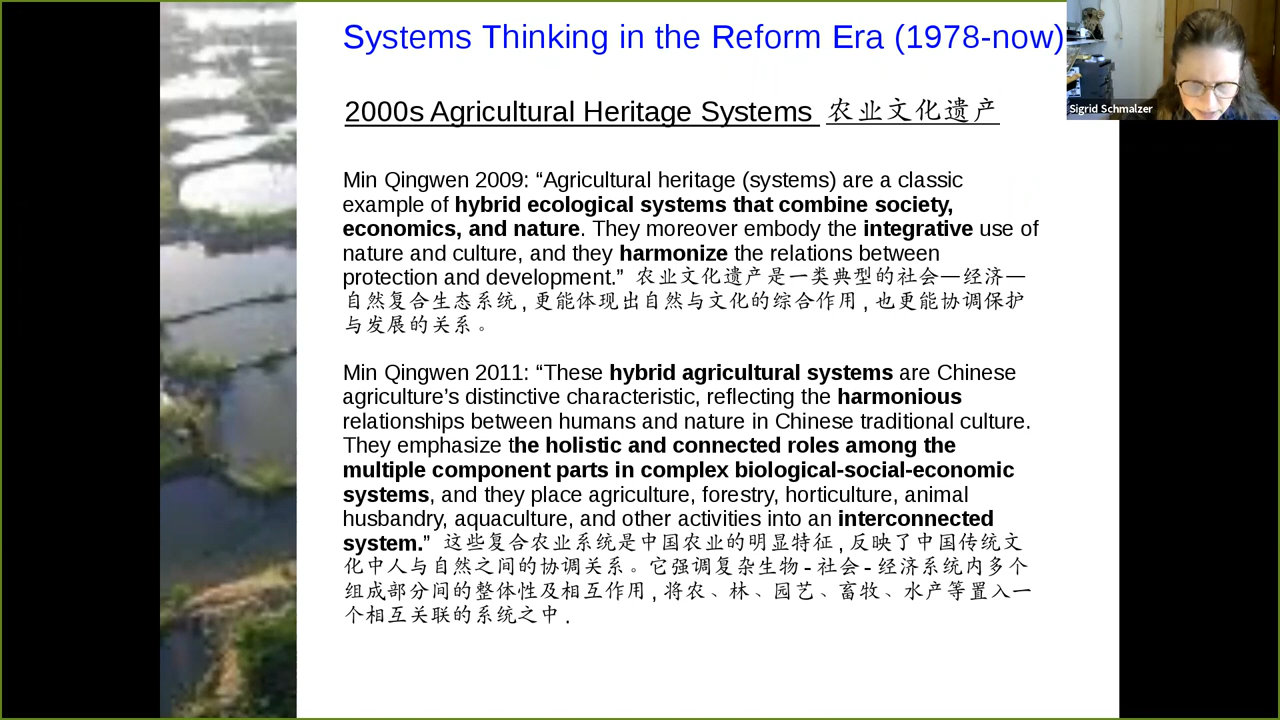 Systems Thinking in the Reform Era (1978-now)
Sigrid Schmalzer
2000s Agricultural Heritage Systems 农业文化遗产
Min Qingwen 2009: “Agricultural heritage (systems) are a classic
example of hybrid ecological systems that combine society,
economics, and nature. They moreover embody the integrative use of
nature and culture, and they harmonize the relations between
protection and development.” 农业文化遗产是一类典型的社会—经济—
自然复合生态系统,更能体现出自然与文化的综合作用,也更能协调保护
与发展的关系。
Min Qingwen 2011: “These hybrid agricultural systems are Chinese
agriculture’s distinctive characteristic, reflecting the harmonious
relationships between humans and nature in Chinese traditional culture.
They emphasize the holistic and connected roles among the
multiple component parts in complex biological-social-economic
systems, and they place agriculture, forestry, horticulture, animal
husbandry, aquaculture, and other activities into an interconnected
system.” 这些复合农业系统是中国农业的明显特征,反映了中国传统文
化中人与自然之间的协调关系。它强调复杂生物-社会-经济系统内多个
组成部分间的整体性及相互作用,将农、林、园艺、畜牧、水产等置入一
个相互关联的系统之中.